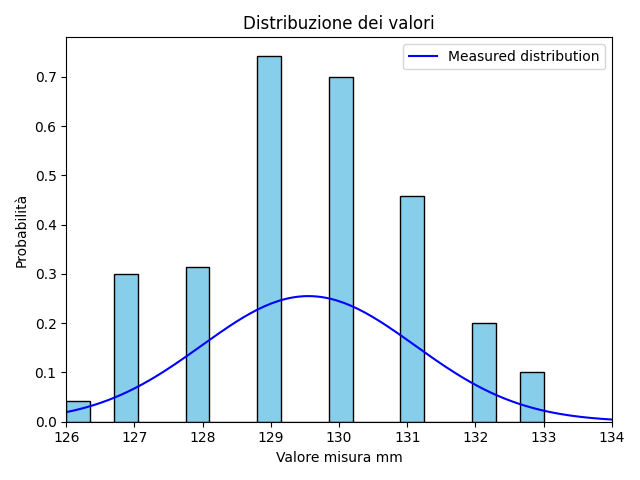 Distribuzione dei valori
Measured distribution
0.7
0.6
0.5
0.4
0.3
0.2
0.1
0.0
Probabilità
126 127 128 129 130 131 132 133 134
Valore misura mm